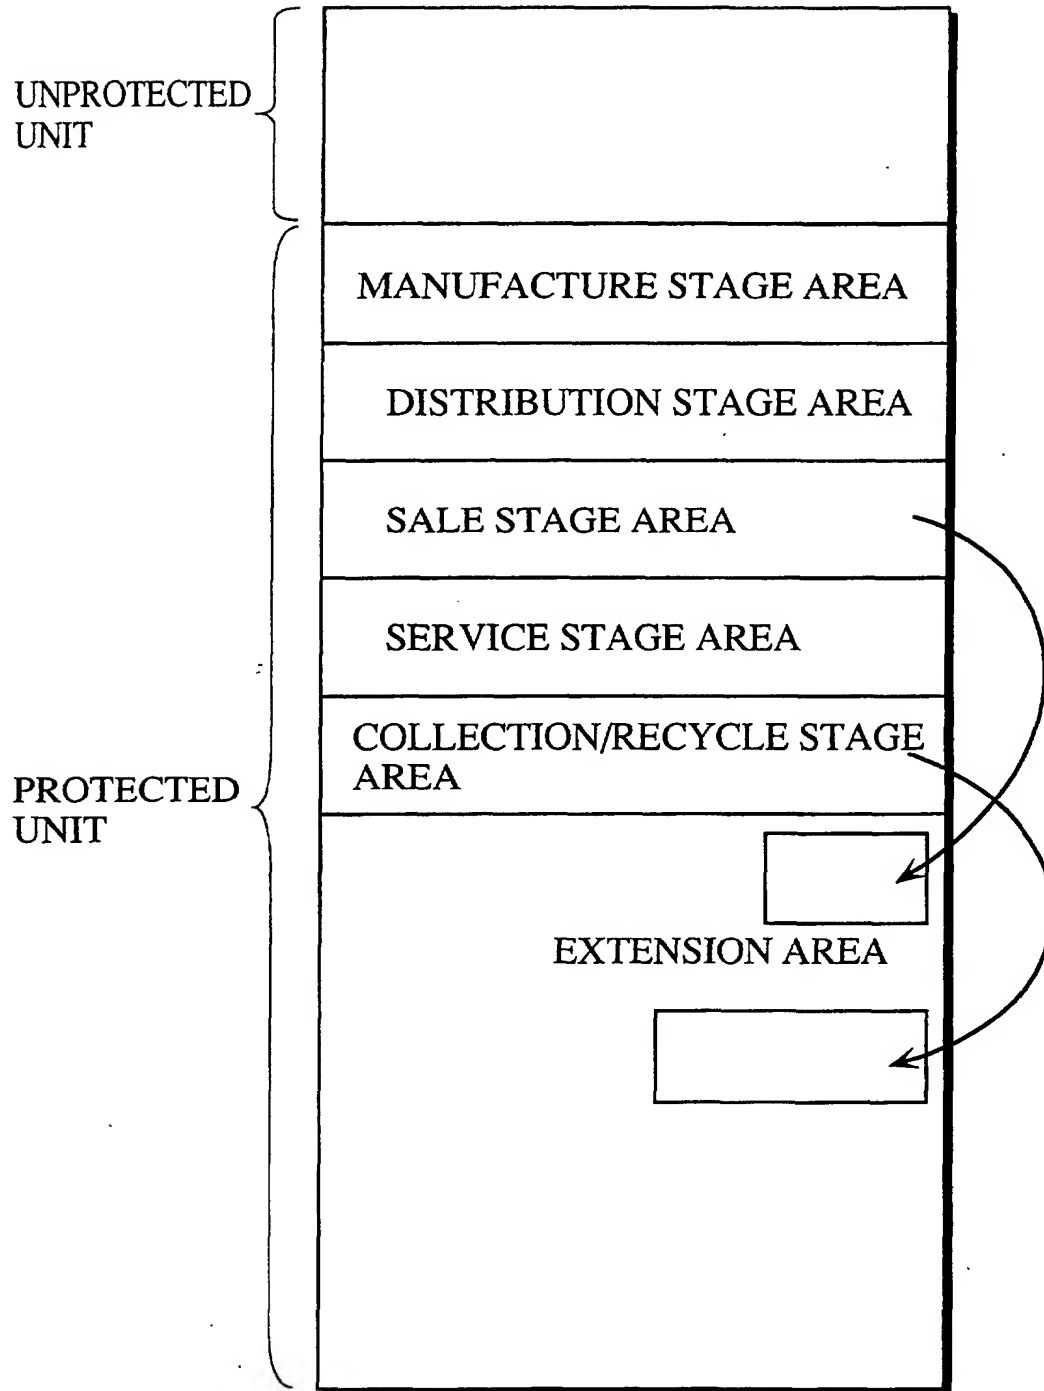 UNPROTECTED
UNIT
MANUFACTURE STAGE AREA
DISTRIBUTION STAGE AREA
SALE STAGE AREA
SERVICE STAGE AREA
COLLECTION/RECYCLE STAGE
AREA
PROTECTED
UNIT
EXTENSION AREA